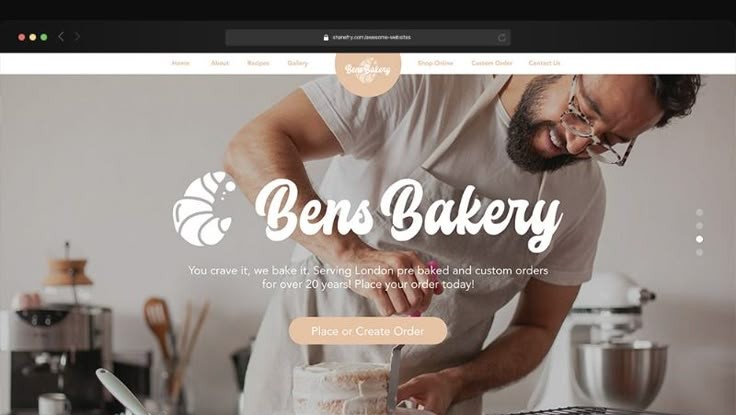 sharethy.com/awesome-websites
Home About Recipes Gallery Bens Bakery Shop Online Custom Order Contact Us
Bens Bakery
You crave it, we bake it. Serving London pre baked and custom orders
for over 20 years! Place your order today!
Place or Create Order